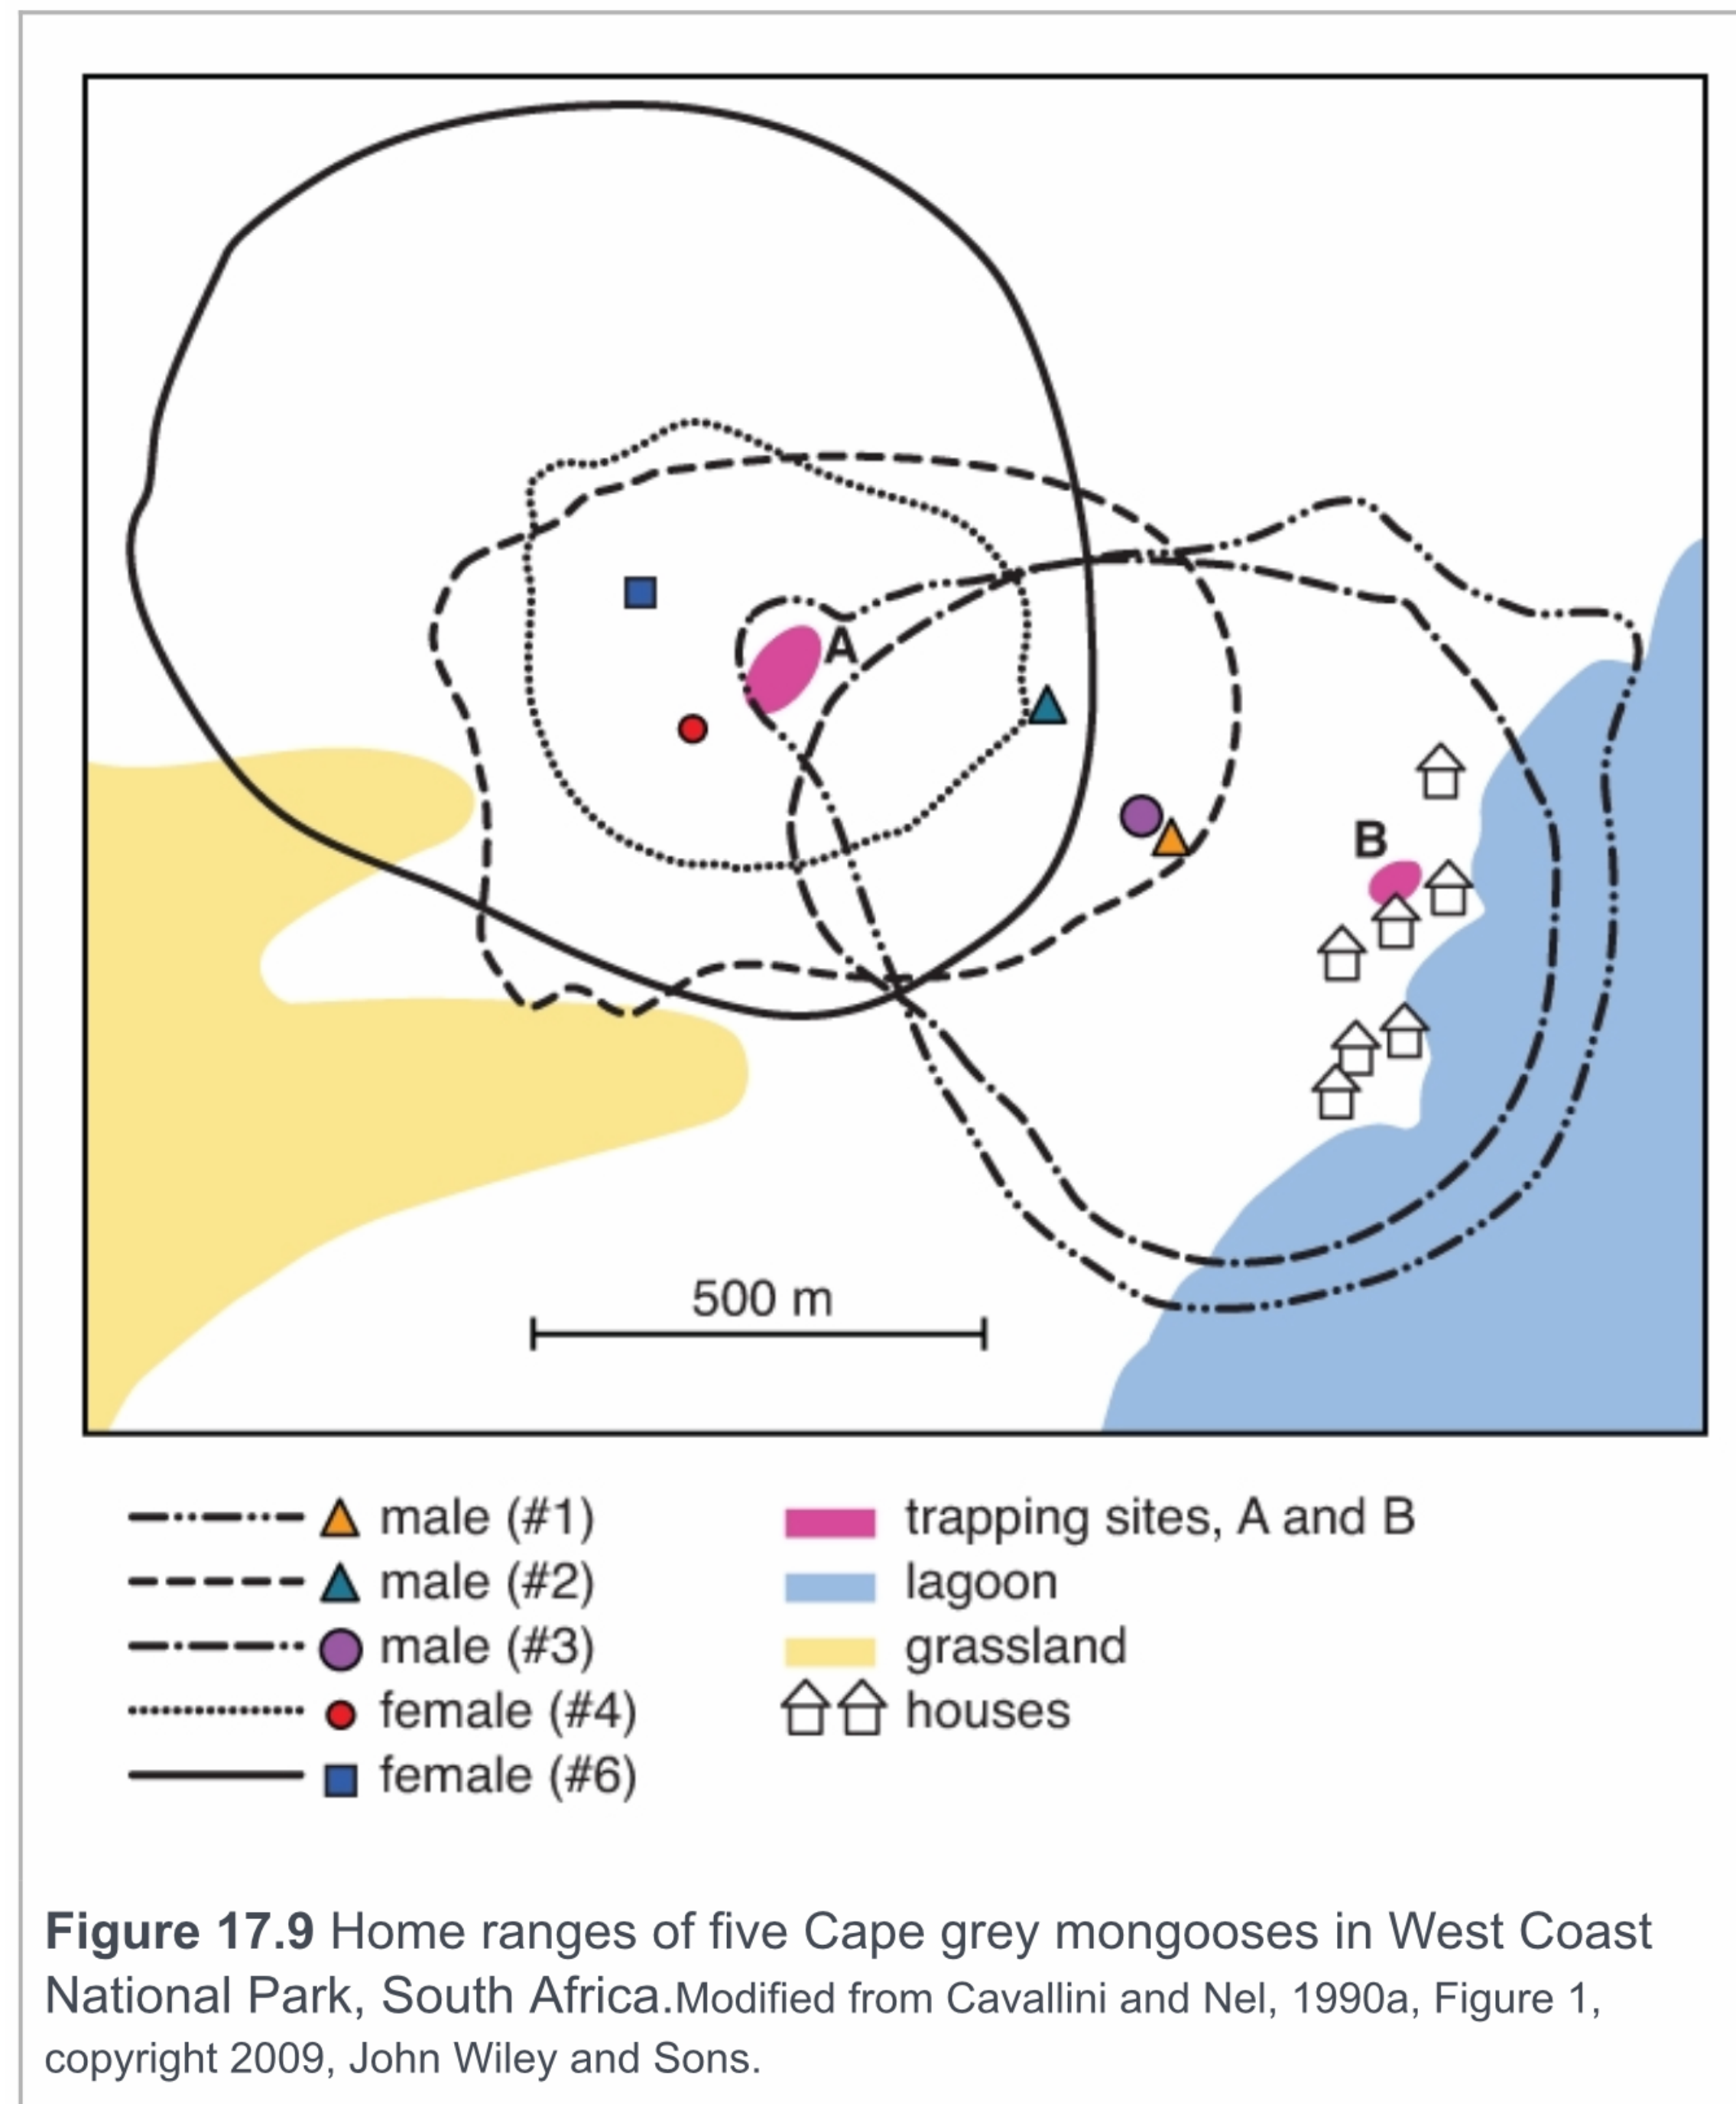 A
B
500 m
male (#1)
male (#2)
male (#3)
female (#4)
female (#6)
trapping sites, A and B
lagoon
grassland
houses
Figure 17.9 Home ranges of five Cape grey mongooses in West Coast
National Park, South Africa.Modified from Cavallini and Nel, 1990a, Figure 1,
copyright 2009, John Wiley and Sons.